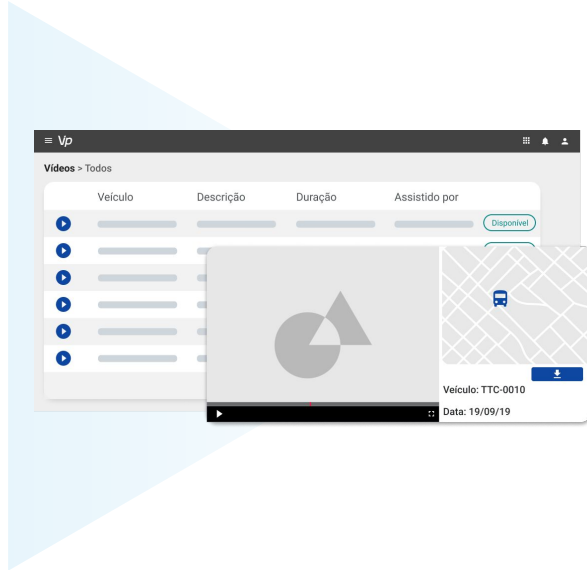 Vp
Vídeos > Todos
Veículo Descrição Duração Assistido por
Disponível
Veículo: TTC-0010
Data: 19/09/19